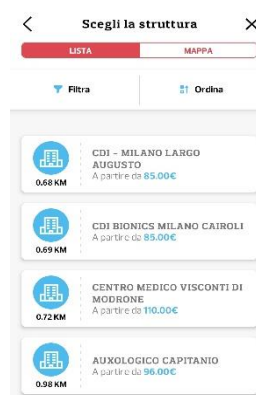 Scegli la struttura
LISTA MAPPA
Filtra Ordina
CDI - MILANO LARGO
AUGUSTO
A partire da 85.00€
0.68 KM
CDI BIONICS MILANO CAIROLI
A partire da 85.00€
0.69 KM
CENTRO MEDICO VISCONTI DI
MODRONE
A partire da 110.00€
0.72 KM
AUXOLOGICO CAPITANIO
A partire da 96.00€
0.98 KM